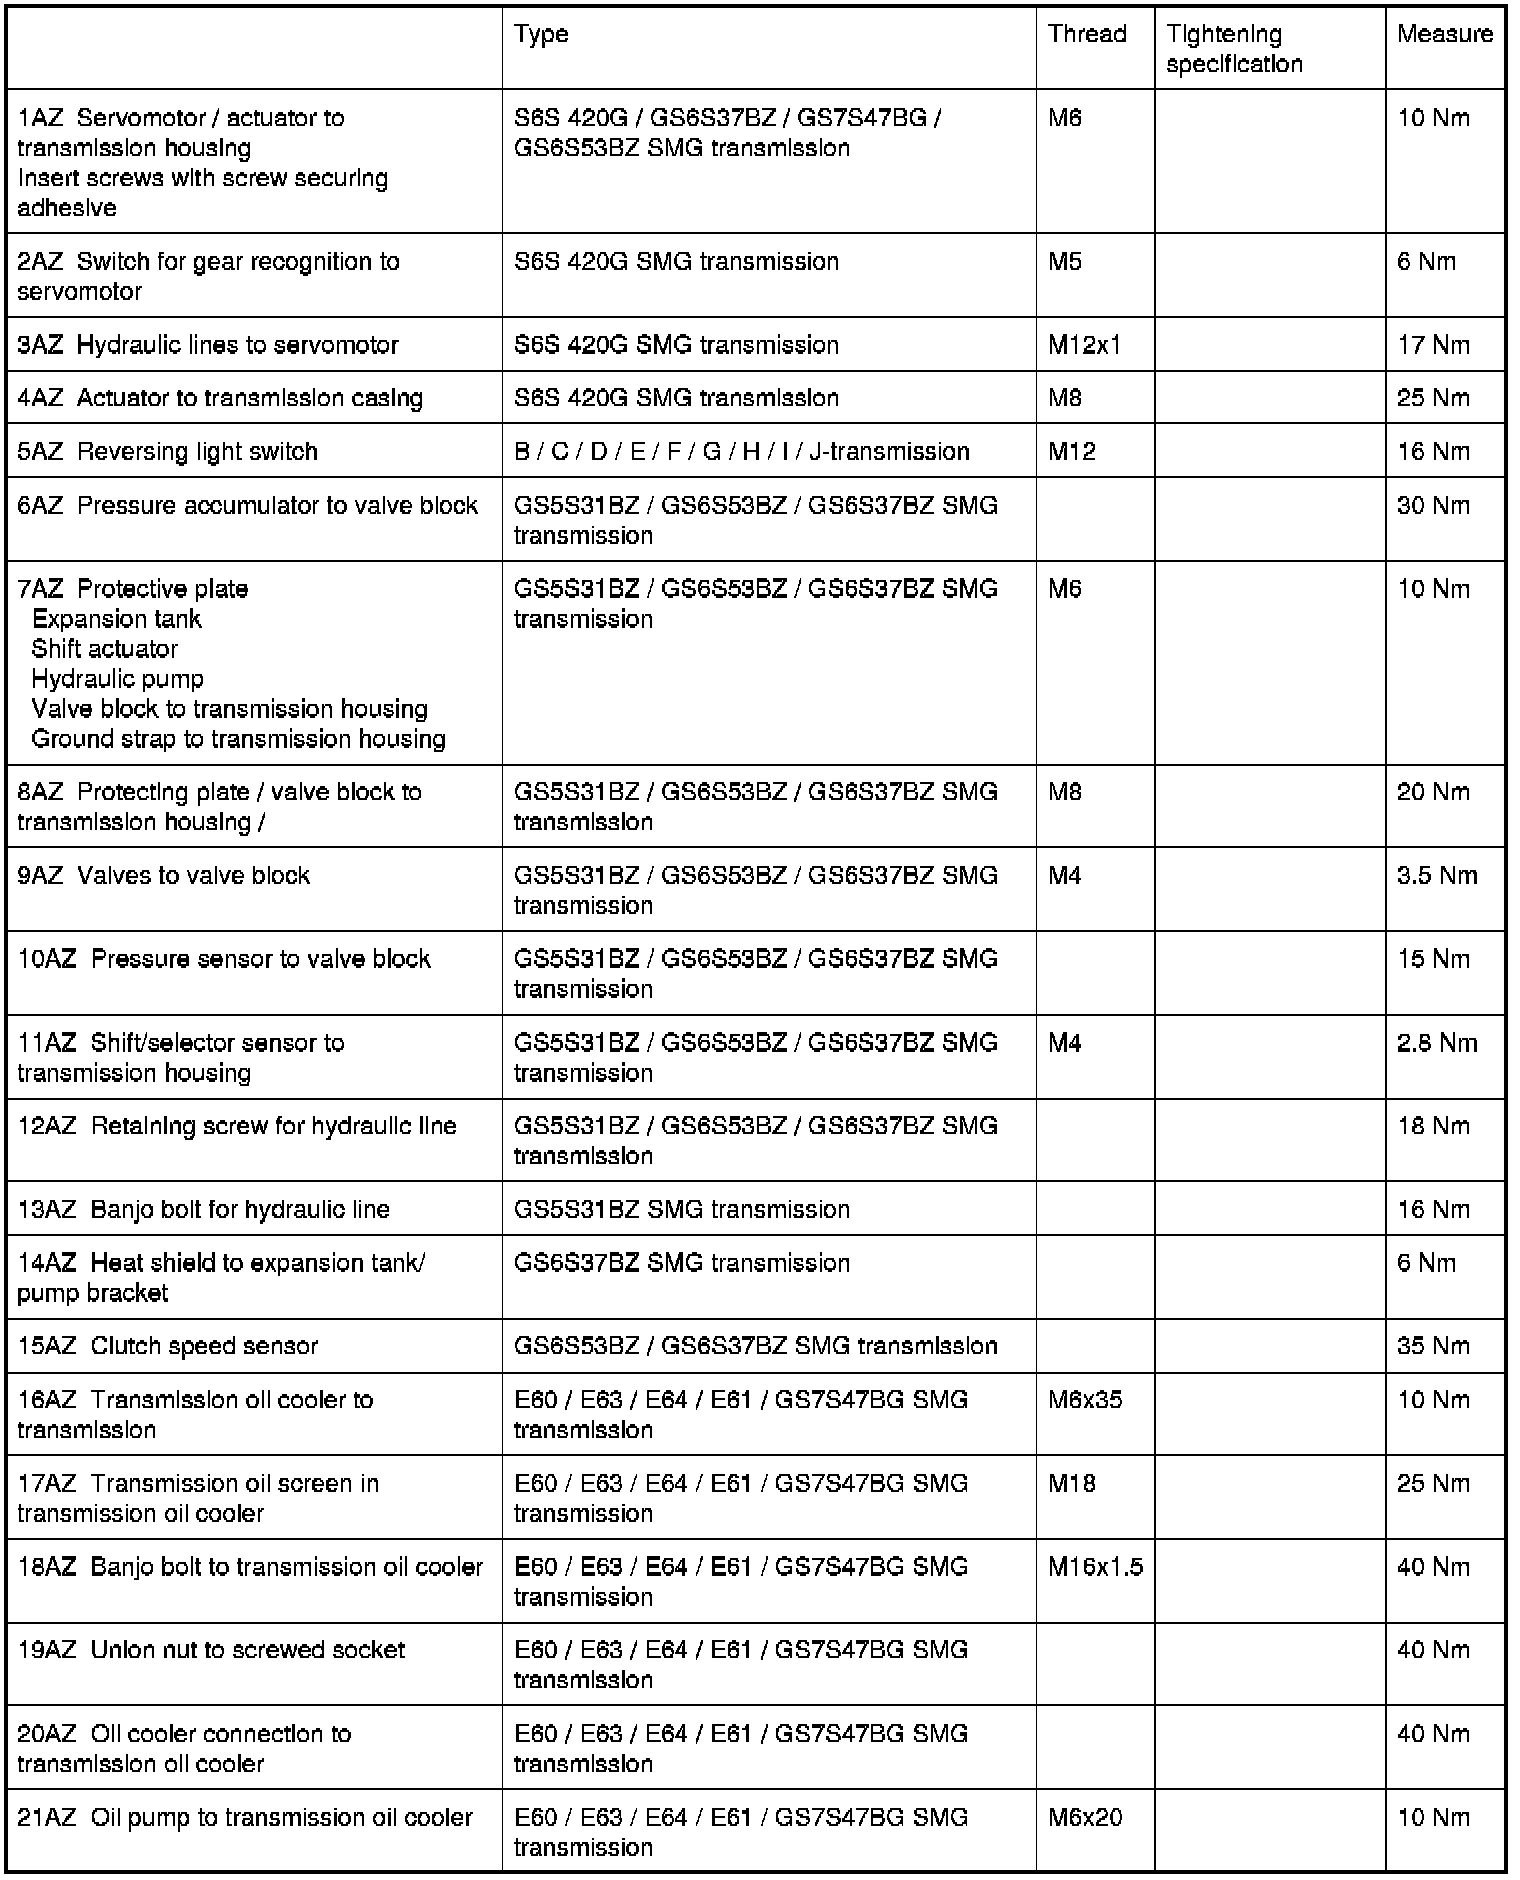 Type Thread Tightening Measure
specification
1AZ Servomotor / actuator to S6S 420G / GS6S37BZ / GS7S47BG / M6 10 Nm
transmission housing GS6S53BZ SMG transmission
Insert screws with screw securing
adhesive
2AZ Switch for gear recognition to S6S 420G SMG transmission M5 6 Nm
servomotor
3AZ Hydraulic lines to servomotor S6S 420G SMG transmission M12x1 17 Nm
4AZ Actuator to transmission casing S6S 420G SMG transmission M8 25 Nm
5AZ Reversing light switch B / C / D / E / F / G / H / I / J-transmission M12 16 Nm
6AZ Pressure accumulator to valve block GS5S31BZ / GS6S53BZ / GS6S37BZ SMG 30 Nm
transmission
7AZ Protective plate GS5S31BZ / GS6S53BZ / GS6S37BZ SMG M6 10 Nm
Expansion tank transmission
Shift actuator
Hydraulic pump
Valve block to transmission housing
Ground strap to transmission housing
8AZ Protecting plate / valve block to GS5S31BZ / GS6S53BZ / GS6S37BZ SMG M8 20 Nm
transmission housing / transmission
9AZ Valves to valve block GS5S31BZ / GS6S53BZ / GS6S37BZ SMG M4 3.5 Nm
transmission
10AZ Pressure sensor to valve block GS5S31BZ / GS6S53BZ / GS6S37BZ SMG 15 Nm
transmission
11AZ Shift/selector sensor to GS5S31BZ / GS6S53BZ / GS6S37BZ SMG M4 2.8 Nm
transmission housing transmission
12AZ Retaining screw for hydraulic line GS5S31BZ / GS6S53BZ / GS6S37BZ SMG 18 Nm
transmission
13AZ Banjo bolt for hydraulic line GS5S31BZ SMG transmission 16 Nm
14AZ Heat shield to expansion tank/ GS6S37BZ SMG transmission 6 Nm
pump bracket
15AZ Clutch speed sensor GS6S53BZ / GS6S37BZ SMG transmission 35 Nm
16AZ Transmission oil cooler to E60 / E63 / E64 / E61 / GS7S47BG SMG M6x35 10 Nm
transmission transmission
17AZ Transmission oil screen in E60 / E63 / E64 / E61 / GS7S47BG SMG M18 25 Nm
transmission oil cooler transmission
18AZ Banjo bolt to transmission oil cooler E60 / E63 / E64 / E61 / GS7S47BG SMG M16x1.5 40 Nm
transmission
19AZ Union nut to screwed socket E60 / E63 / E64 / E61 / GS7S47BG SMG 40 Nm
transmission
20AZ Oil cooler connection to E60 / E63 / E64 / E61 / GS7S47BG SMG 40 Nm
transmission oil cooler transmission
21AZ Oil pump to transmission oil cooler E60 / E63 / E64 / E61 / GS7S47BG SMG M6x20 10 Nm
transmission